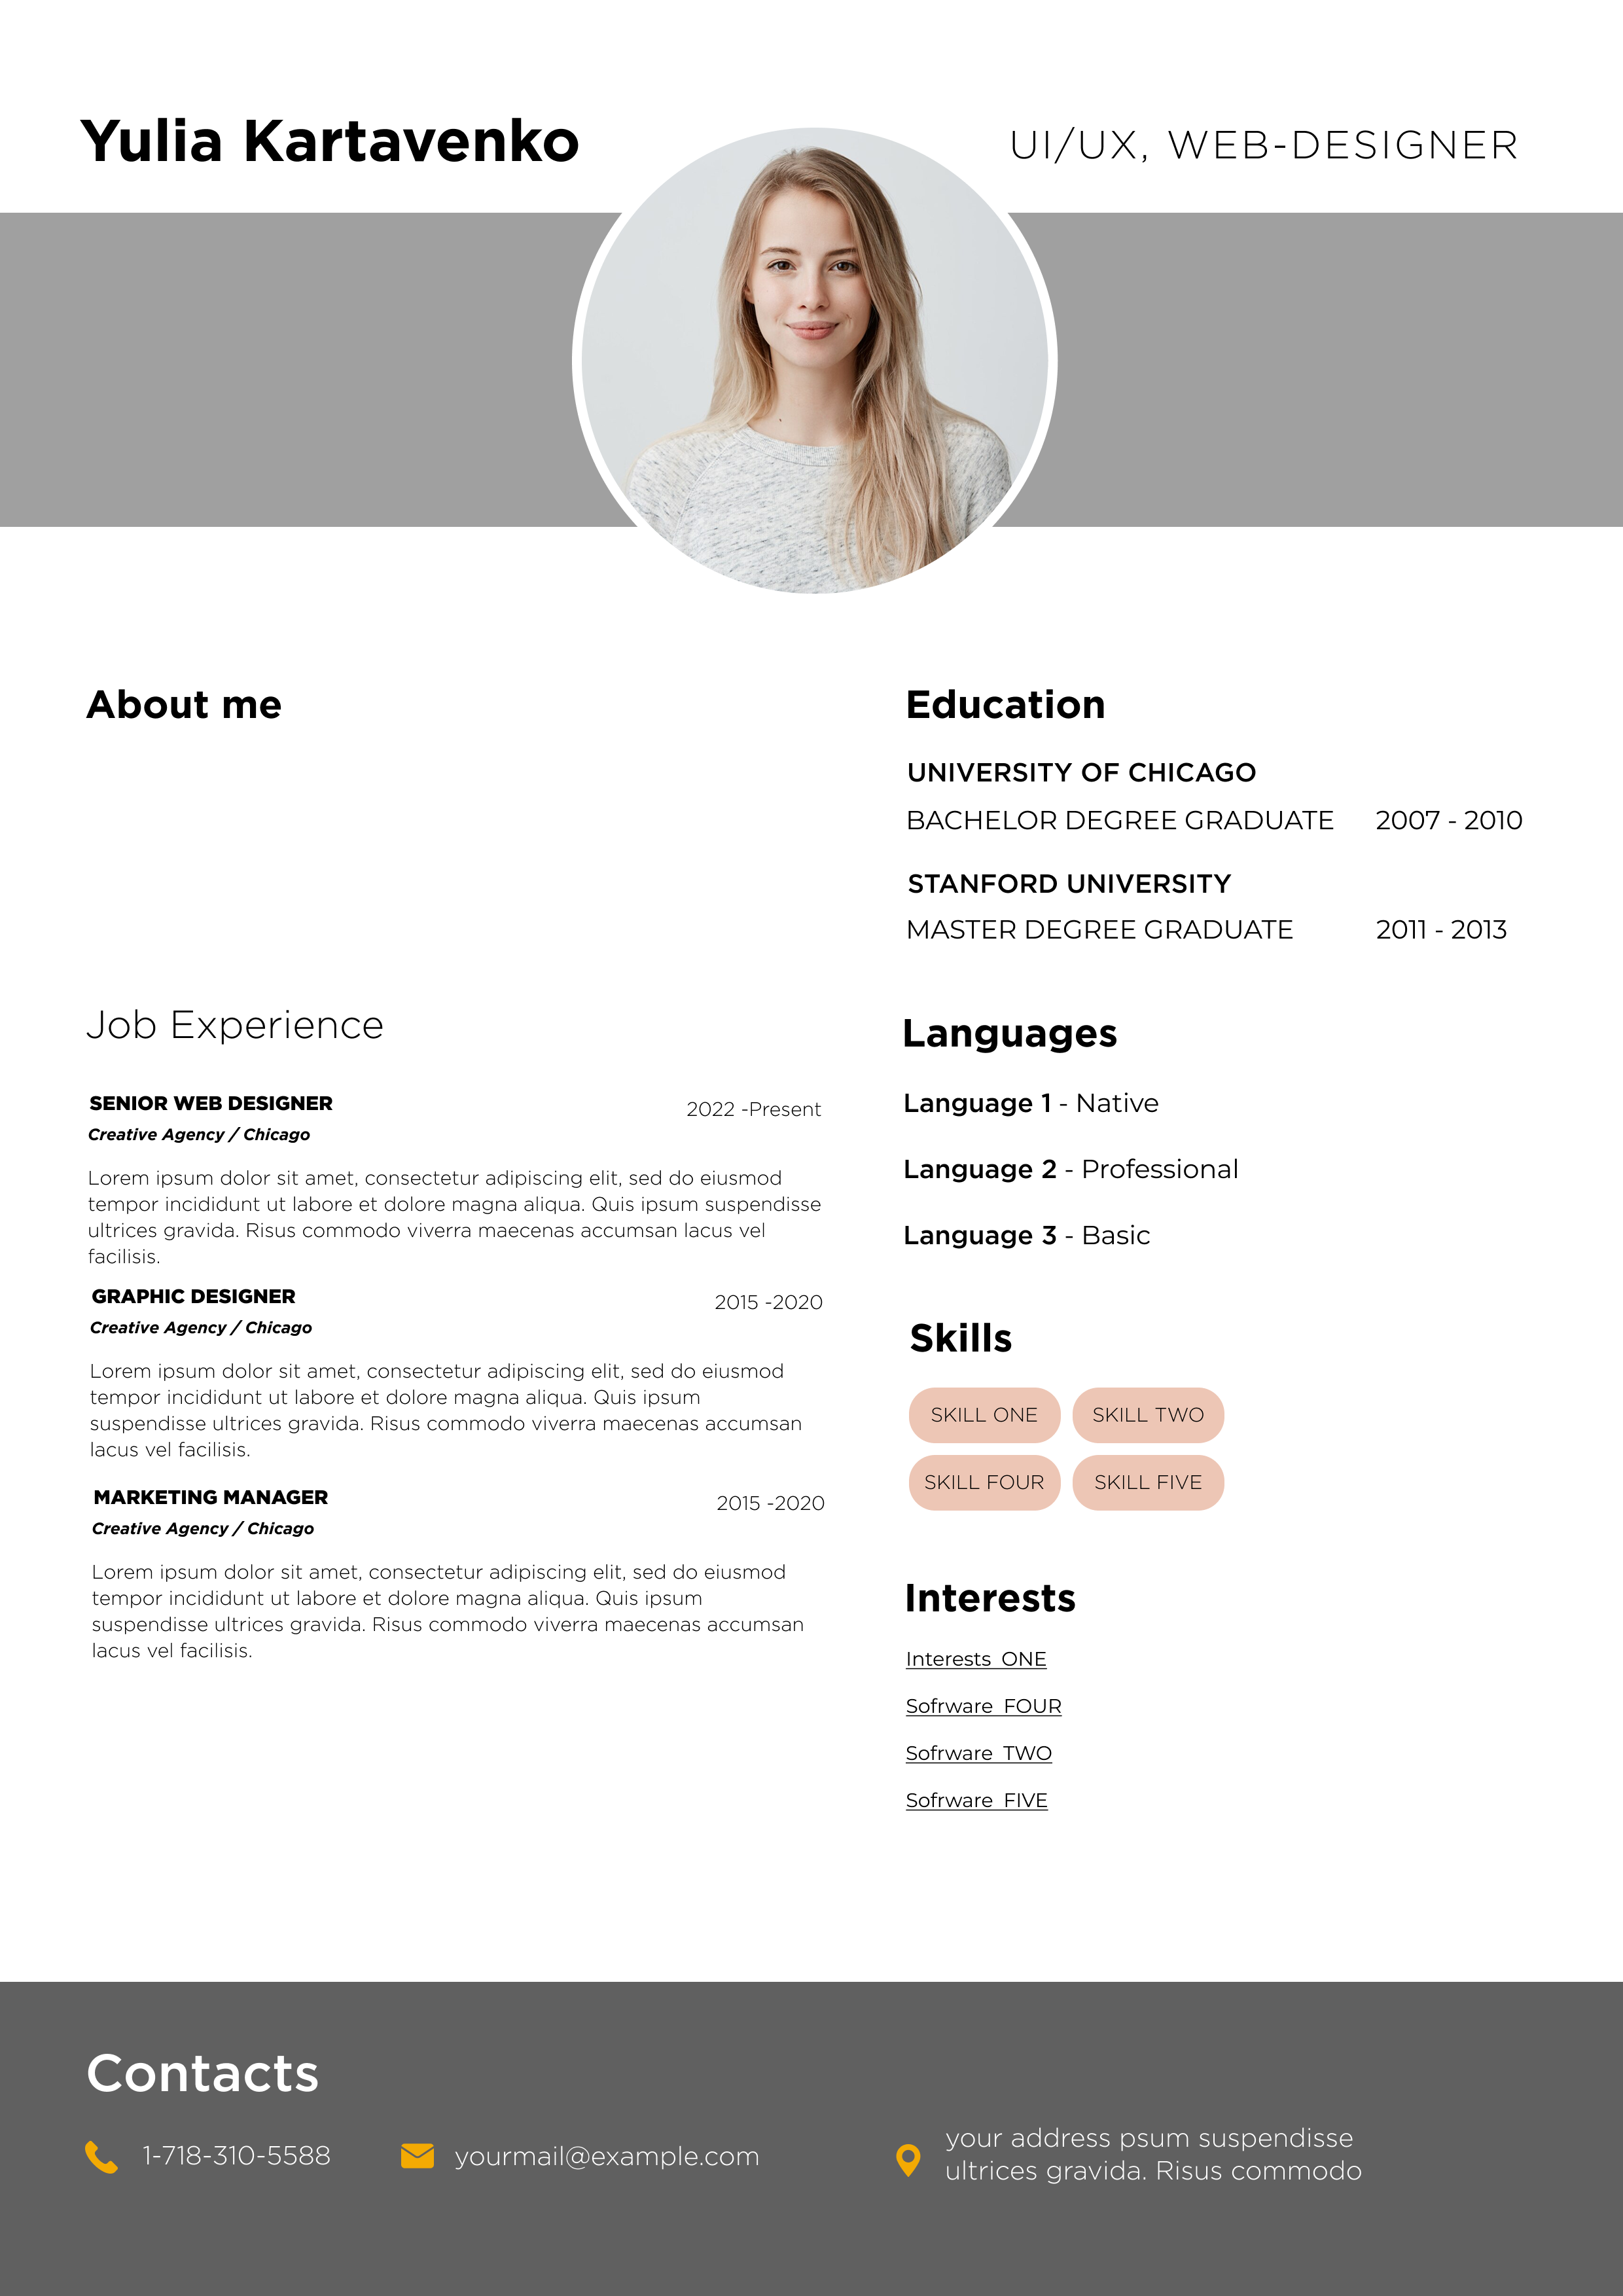 Yulia Kartavenko
UI/UX, WEB-DESIGNER
About me
Job Experience
SENIOR WEB DESIGNER
2022 -Present
Creative Agency / Chicago
Lorem ipsum dolor sit amet, consectetur adipiscing elit, sed do eiusmod
tempor incididunt ut labore et dolore magna aliqua. Quis ipsum suspendisse
ultrices gravida. Risus commodo viverra maecenas accumsan lacus vel
facilisis.
GRAPHIC DESIGNER
2015 -2020
Creative Agency / Chicago
Lorem ipsum dolor sit amet, consectetur adipiscing elit, sed do eiusmod
tempor incididunt ut labore et dolore magna aliqua. Quis ipsum
suspendisse ultrices gravida. Risus commodo viverra maecenas accumsan
lacus vel facilisis.
MARKETING MANAGER
2015 -2020
Creative Agency / Chicago
Lorem ipsum dolor sit amet, consectetur adipiscing elit, sed do eiusmod
tempor incididunt ut labore et dolore magna aliqua. Quis ipsum
suspendisse ultrices gravida. Risus commodo viverra maecenas accumsan
lacus vel facilisis.
Education
UNIVERSITY OF CHICAGO
BACHELOR DEGREE GRADUATE 2007 - 2010
STANFORD UNIVERSITY
MASTER DEGREE GRADUATE 2011 - 2013
Languages
Language 1 - Native
Language 2 - Professional
Language 3 - Basic
Skills
SKILL ONE SKILL TWO
SKILL FOUR SKILL FIVE
Interests
Interests ONE
Sofrware FOUR
Sofrware TWO
Sofrware FIVE
Contacts
1-718-310-5588
yourmail@example.com
your address psum suspendisse
ultrices gravida. Risus commodo